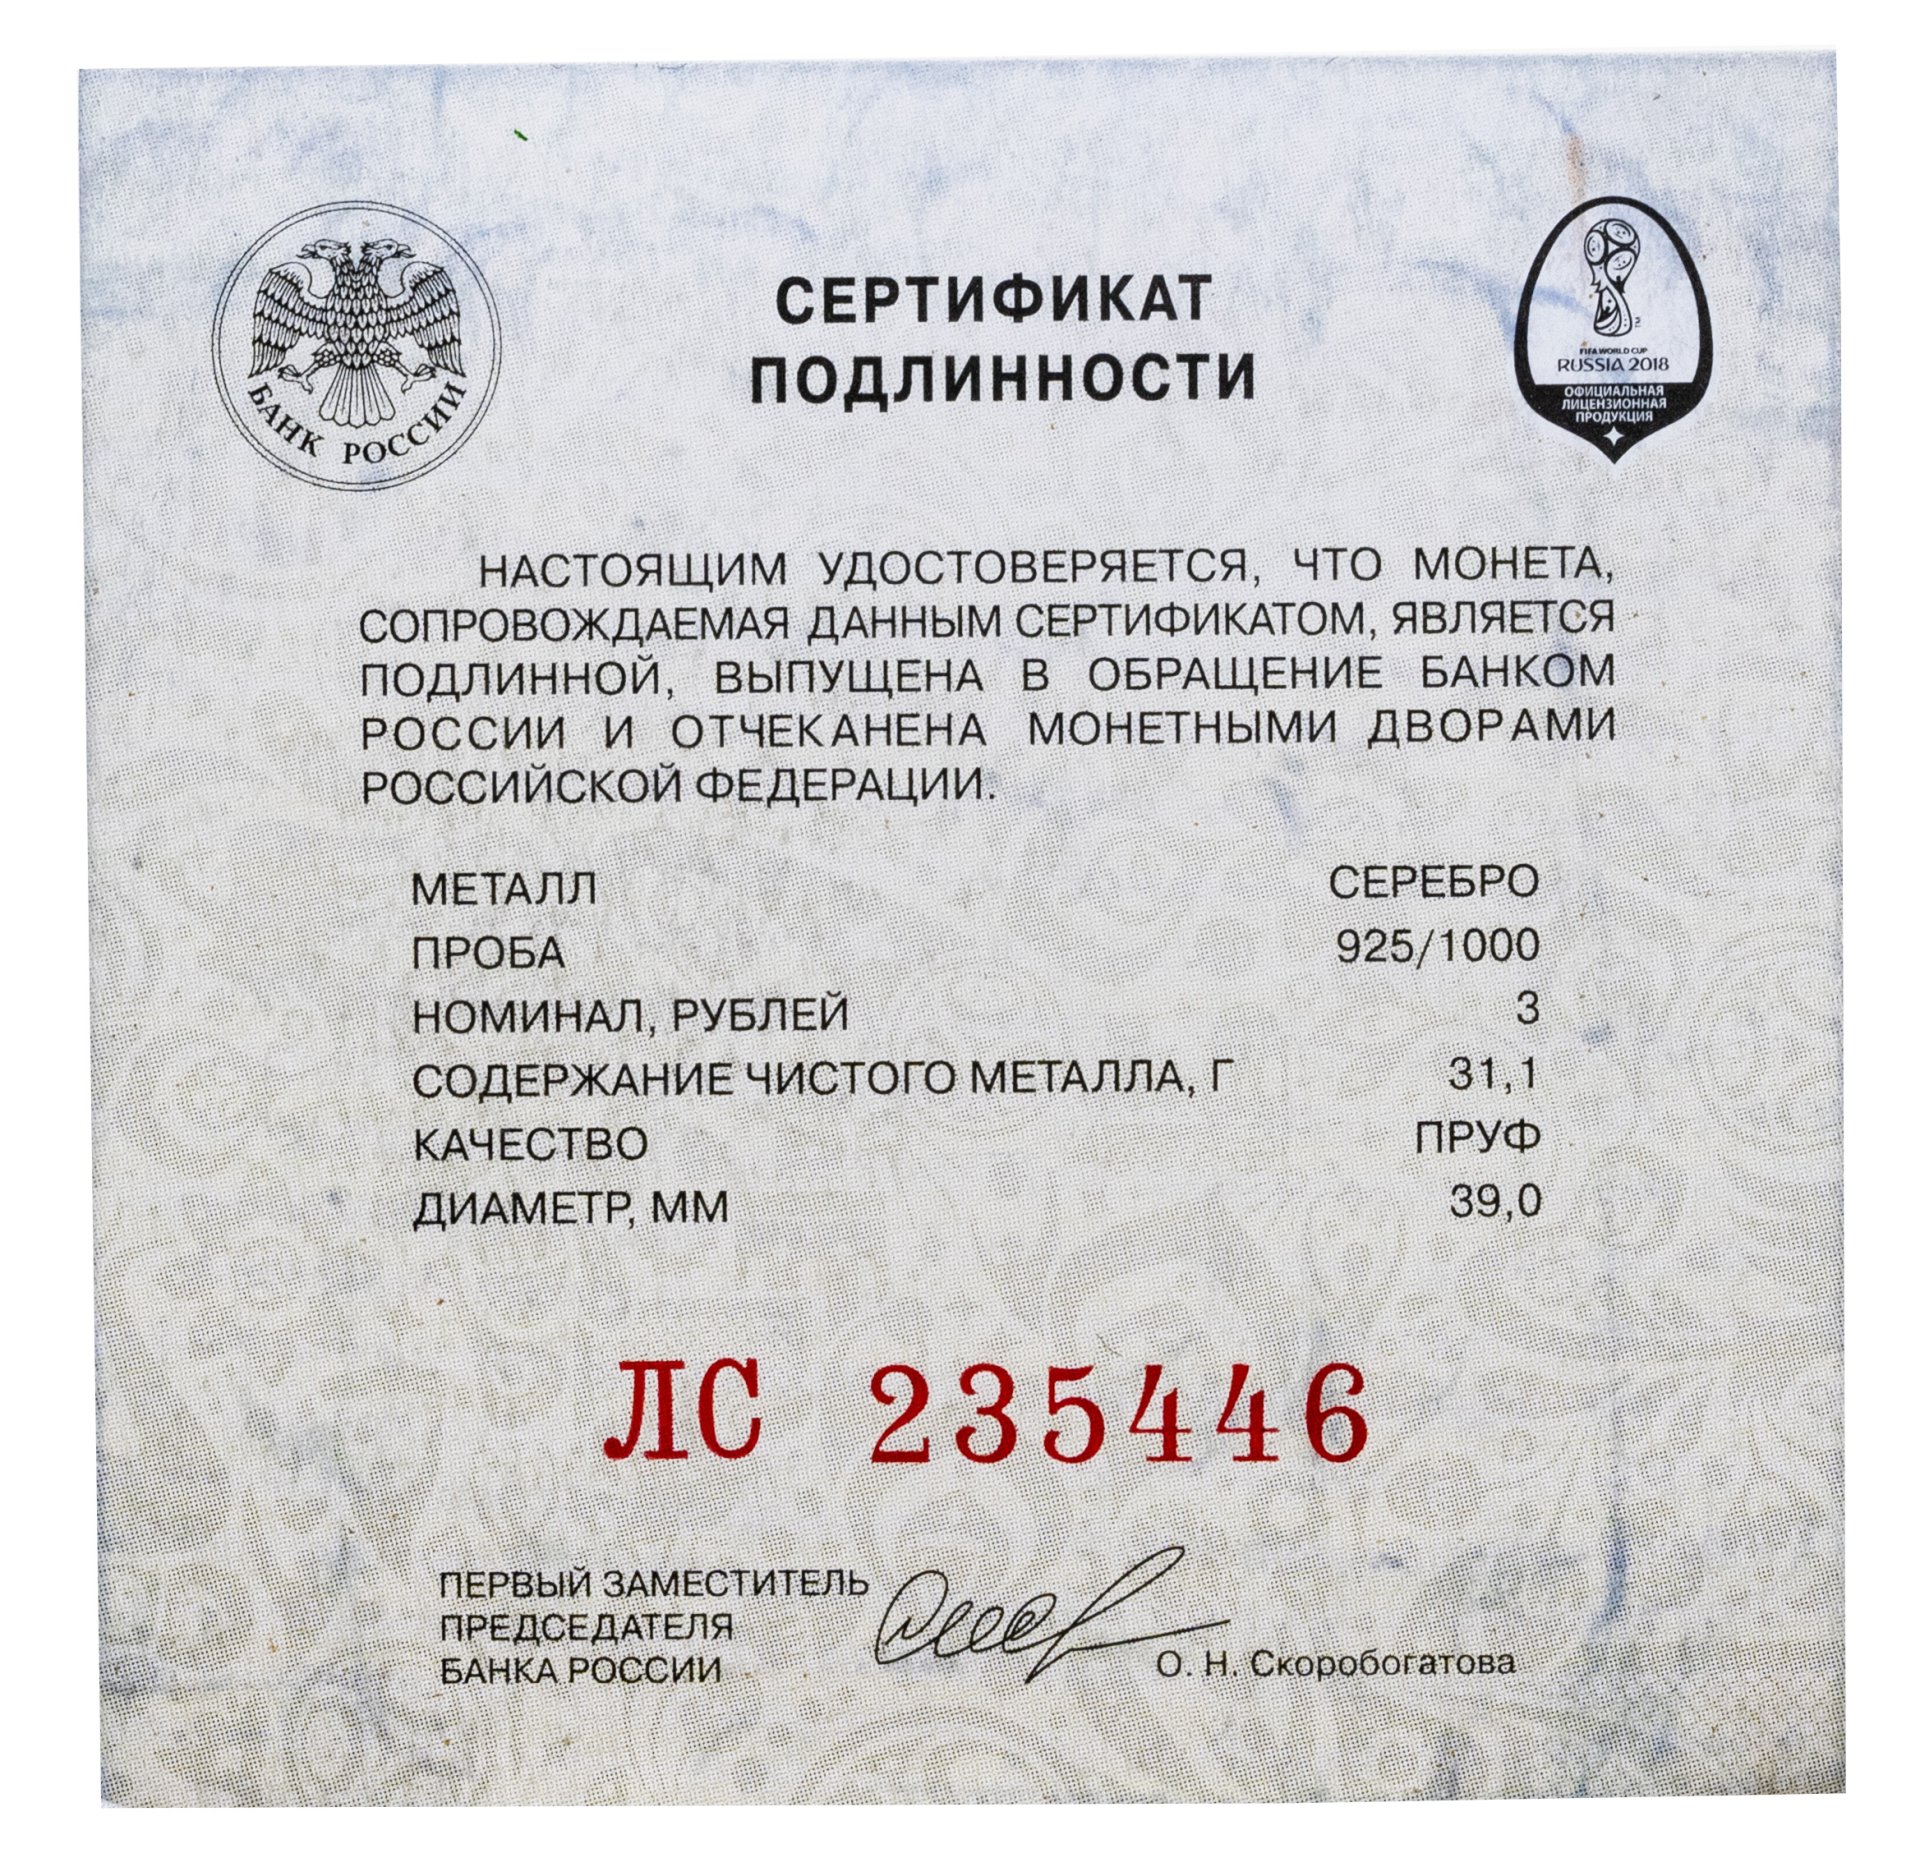 БАНК РОССИИ
СЕРТИФИКАТ
ПОДЛИННОСТИ
FIFA WORLD CUP
RUSSIA 2018
ОФИЦИАЛЬНАЯ
ЛИЦЕНЗИОННАЯ
ПРОДУКЦИЯ
НАСТОЯЩИМ УДОСТОВЕРЯЕТСЯ, ЧТО МОНЕТА,
СОПРОВОЖДАЕМАЯ ДАННЫМ СЕРТИФИКАТОМ, ЯВЛЯЕТСЯ
ПОДЛИННОЙ, ВЫПУЩЕНА В ОБРАЩЕНИЕ БАНКОМ
РОССИИ И ОТЧЕКАНЕНА МОНЕТНЫМИ ДВОРАМИ
РОССИЙСКОЙ ФЕДЕРАЦИИ.
МЕТАЛЛ СЕРЕБРО
ПРОБА 925/1000
НОМИНАЛ, РУБЛЕЙ 3
СОДЕРЖАНИЕ ЧИСТОГО МЕТАЛЛА, Г 31,1
КАЧЕСТВО ПРУФ
ДИАМЕТР, ММ 39,0
ЛС 235446
ПЕРВЫЙ ЗАМЕСТИТЕЛЬ
ПРЕДСЕДАТЕЛЯ
БАНКА РОССИИ О. Н. Скоробогатова